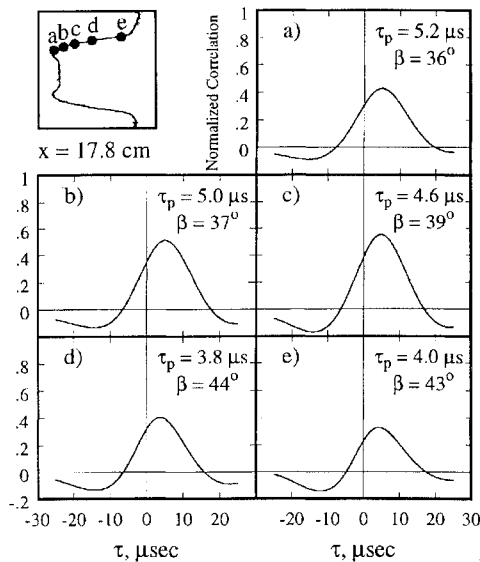 a b c d e
x = 17.8 cm
Normalized Correlation
1
.8
.6
.4
.2
0
a)
τp = 5.2 μs
β = 36°
1
.8
.6
.4
.2
0
b)
τp = 5.0 μs
β = 37°
c)
τp = 4.6 μs
β = 39°
.8
.6
.4
.2
0
-.2
d)
τp = 3.8 μs
β = 44°
e)
τp = 4.0 μs
β = 43°
-30 -20 -10 0 10 20 30
-20 -10 0 10 20
τ, μsec
τ, μsec